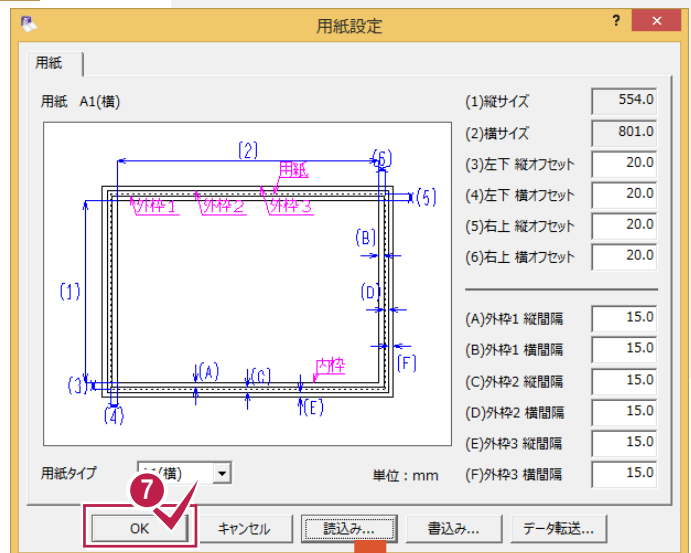 用紙設定
?
×
用紙
用紙 A1(横)
(2)
(6)
用紙
外枠1
外枠2
外枠3
(5)
(B)
(1)
(D)
(A)
(C)
内枠
(F)
(3)
(4)
(E)
(1)縦サイズ 554.0
(2)横サイズ 801.0
(3)左下 縦オフセット 20.0
(4)左下 横オフセット 20.0
(5)右上 縦オフセット 20.0
(6)右上 横オフセット 20.0
(A)外枠1 縦間隔 15.0
(B)外枠1 横間隔 15.0
(C)外枠2 縦間隔 15.0
(D)外枠2 横間隔 15.0
(E)外枠3 縦間隔 15.0
(F)外枠3 横間隔 15.0
用紙タイプ
(横)
単位：mm
7
OK
キャンセル
読込み...
書込み...
データ転送...